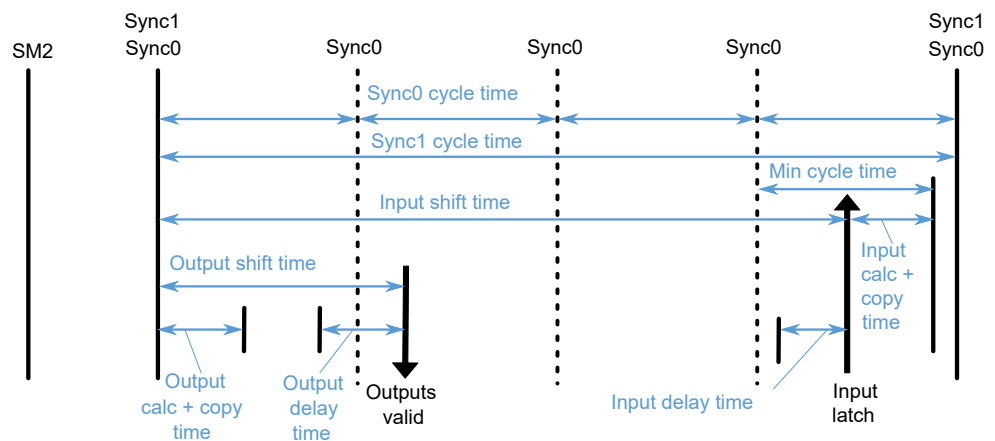 Sync1
Sync1
SM2
Sync0
Sync0
Sync0
Sync0
Sync0
Sync0 cycle time
Sync1 cycle time
Min cycle time
Input shift time
Input
calc +
copy
time
Output shift time
Output
calc + copy
time
Output
delay
time
Outputs
valid
Input delay time
Input
latch